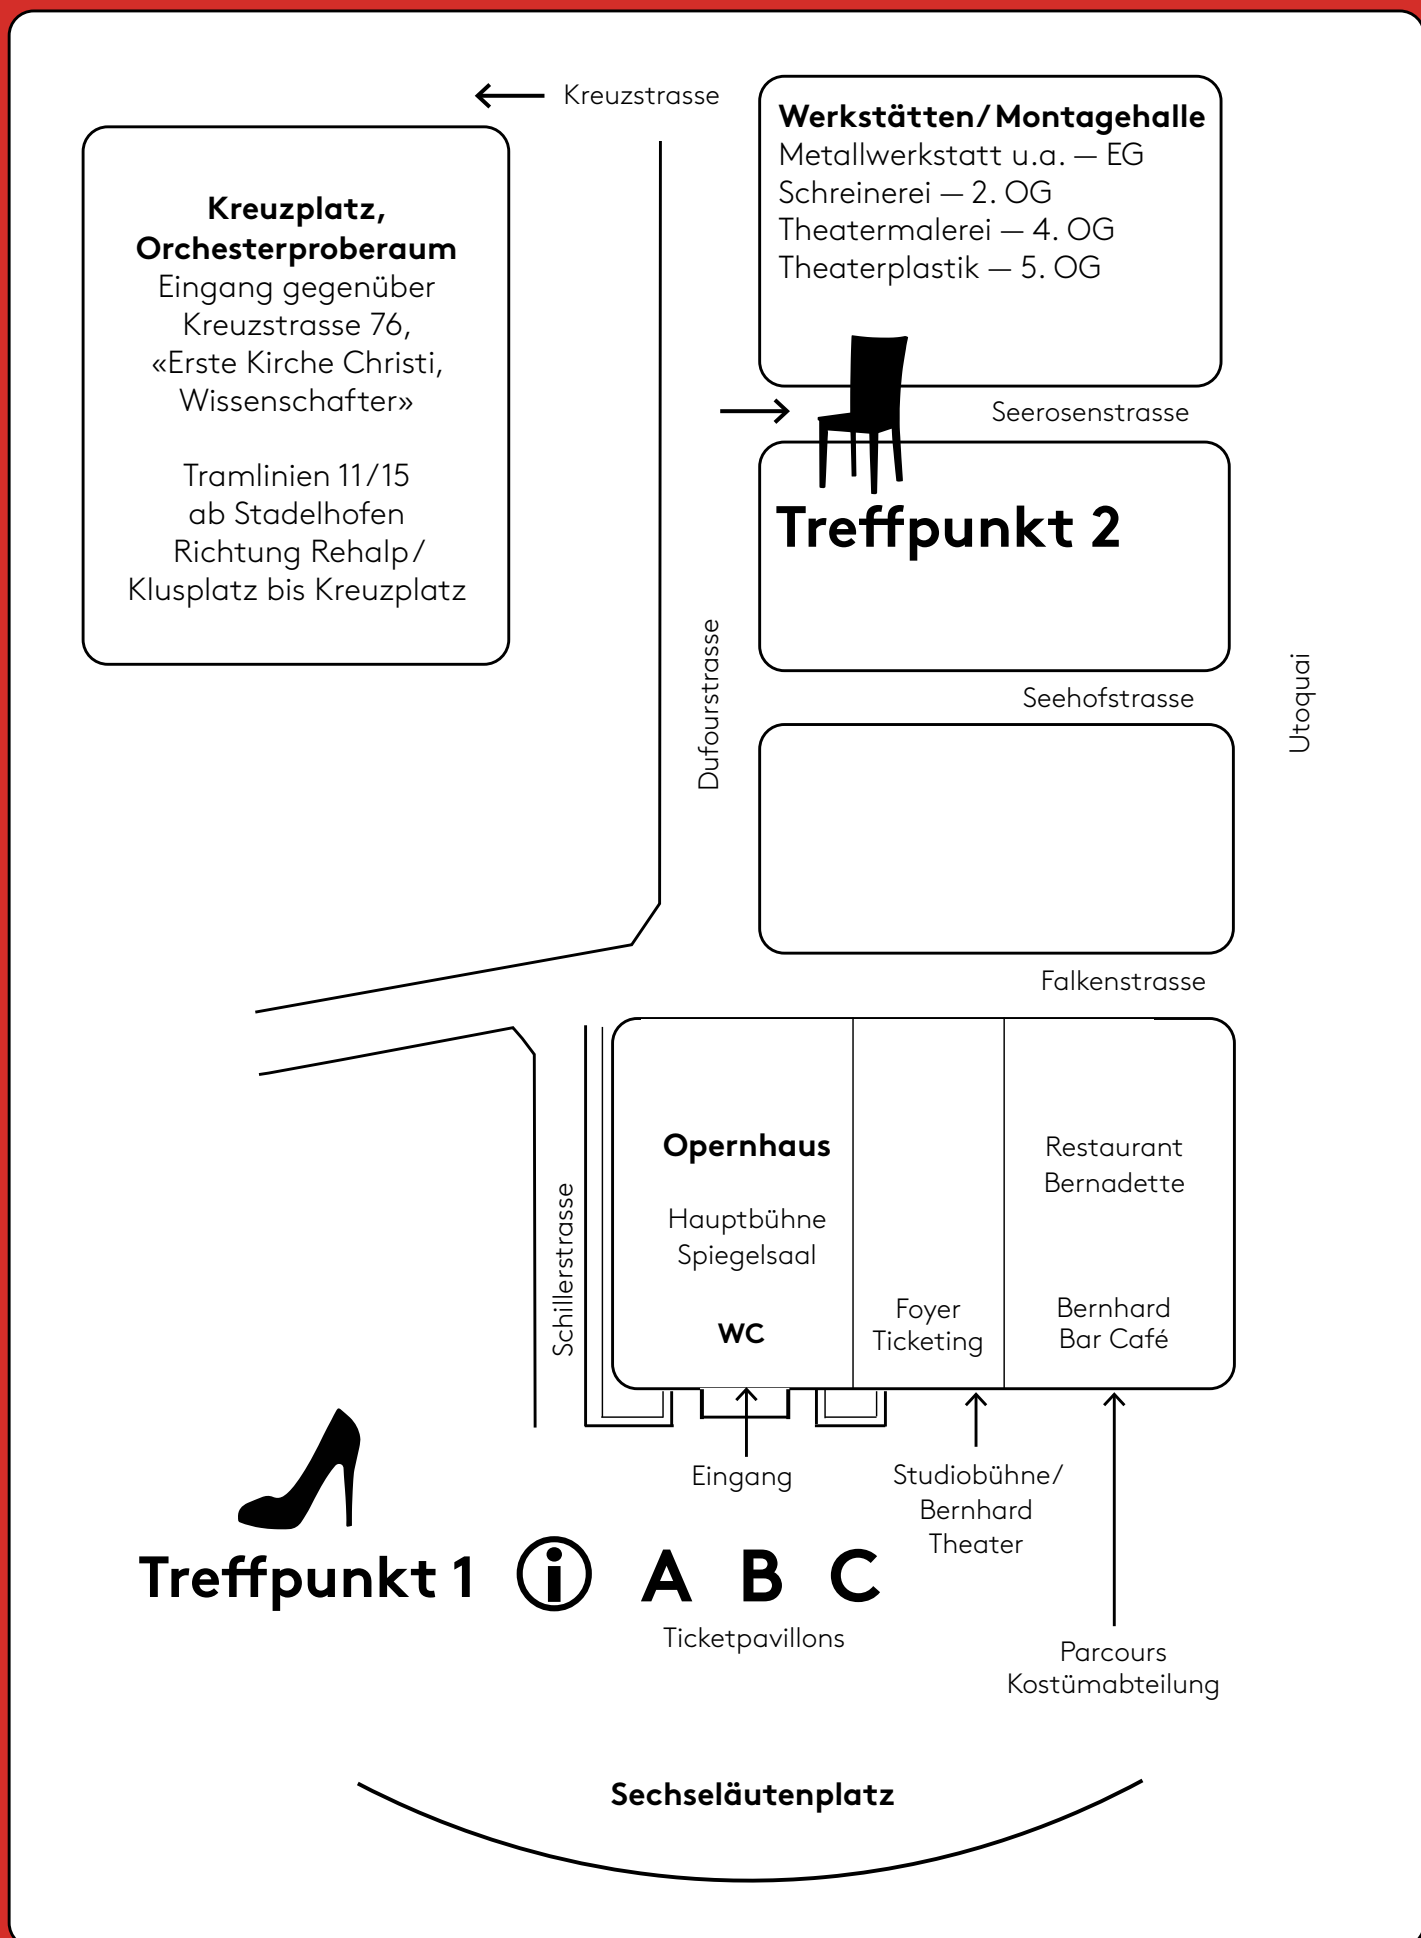 Kreuzstrasse
Kreuzplatz,
Orchesterproberaum
Eingang gegenüber
Kreuzstrasse 76,
«Erste Kirche Christi,
Wissenschafter»
Tramlinien 11/15
ab Stadelhofen
Richtung Rehalp/
Klusplatz bis Kreuzplatz
Werkstätten/Montagehalle
Metallwerkstatt u.a. — EG
Schreinerei — 2. OG
Theatermalerei — 4. OG
Theaterplastik — 5. OG
Seerosenstrasse
Treffpunkt 2
Dufourstrasse
Seehofstrasse
Utoquai
Falkenstrasse
Schillerstrasse
Opernhaus
Hauptbühne
Spiegelsaal
WC
Foyer
Ticketing
Restaurant
Bernadette
Bernhard
Bar Café
Eingang
Studiobühne/
Bernhard
Theater
Treffpunkt 1 i A B C
Ticketpavillons
Parcours
Kostümabteilung
Sechseläutenplatz